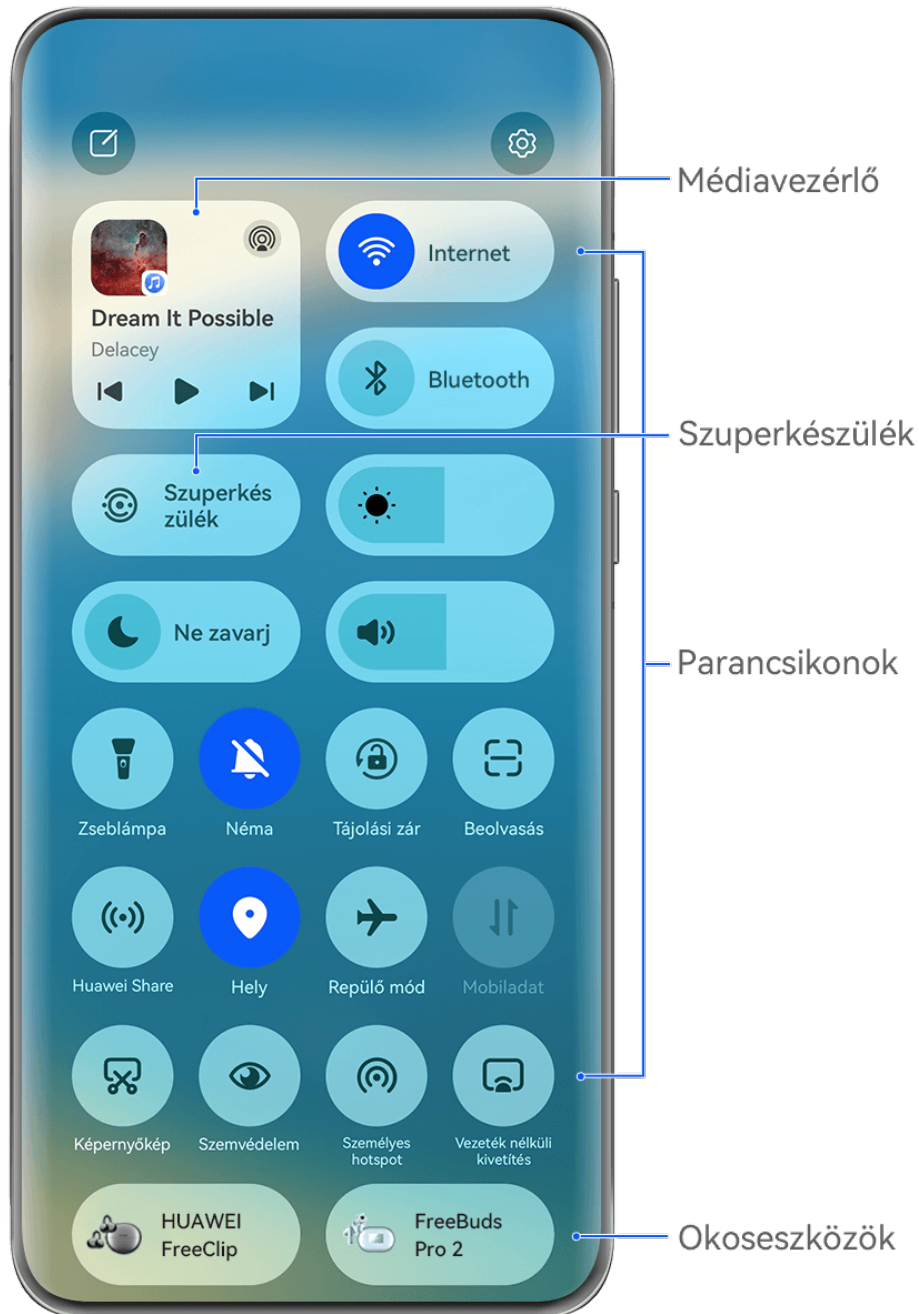 Médiavezérlő
Internet
Dream It Possible
Delacey
Bluetooth
Szuperkészülék
Szuperkés
zülék
Ne zavarj
Parancsikonok
Zseblámpa
Néma
Tájolási zár
Beolvasás
Huawei Share
Hely
Repülő mód
Mobiladat
Képernyőkép
Szemvédelem
Személyes
hotspot
Vezeték nélküli
kivetítés
HUAWEI
FreeClip
FreeBuds
Pro 2
Okoseszközök